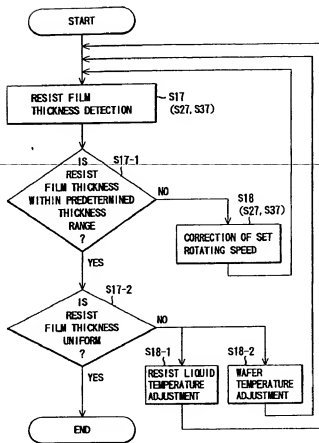 START
RESIST FILM
THICKNESS DETECTION
S17
(S27, S37)
S17-1
IS
RESIST
FILM THICKNESS
WITHIN PREDETERMINED
THICKNESS
RANGE
?
NO
S18
(S27, S37)
CORRECTION OF SET
ROTATING SPEED
YES
S17-2
IS
RESIST
FILM THICKNESS
UNIFORM
?
NO
S18-1
RESIST LIQUID
TEMPERATURE
ADJUSTMENT
S18-2
WAFER
TEMPERATURE
ADJUSTMENT
YES
END